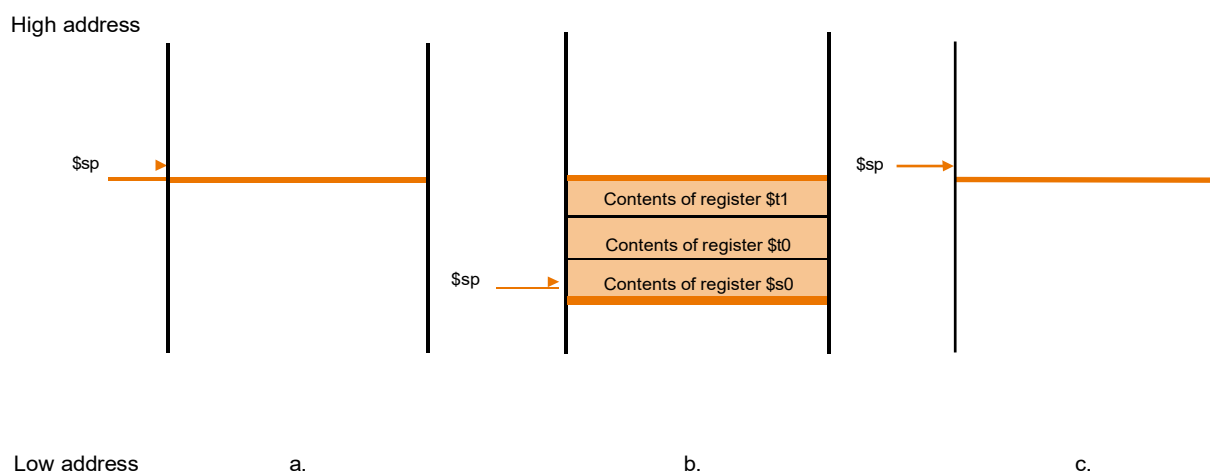 High address
$sp
$sp
Contents of register $t1
Contents of register $t0
$sp
Contents of register $s0
Low address
a.
b.
c.